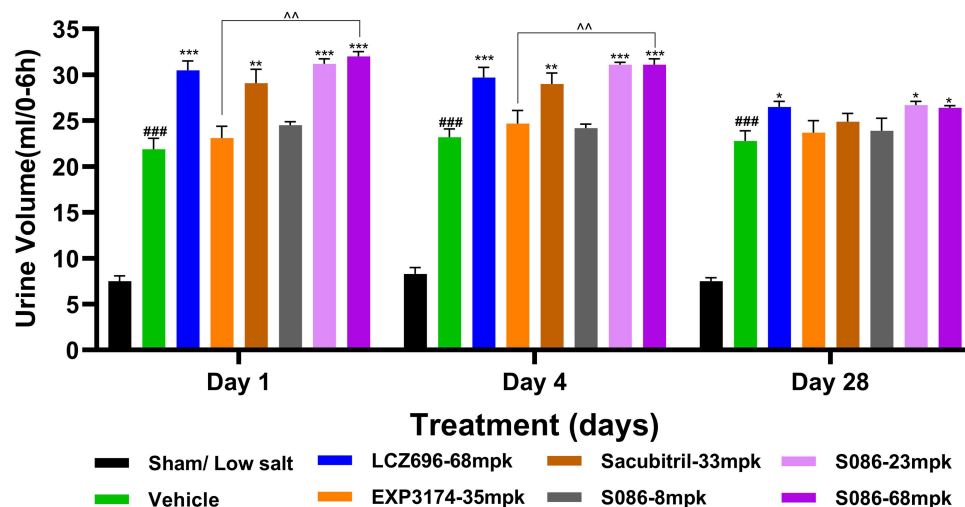 ^^
^^
35
30
25
20
15
10
5
0
Urine Volume(ml/0-6h)
###
***
**
***
***
###
***
**
***
***
###
*
*
*
Day 1
Day 4
Day 28
Treatment (days)
Sham/ Low salt
LCZ696-68mpk
Sacubitril-33mpk
S086-23mpk
Vehicle
EXP3174-35mpk
S086-8mpk
S086-68mpk